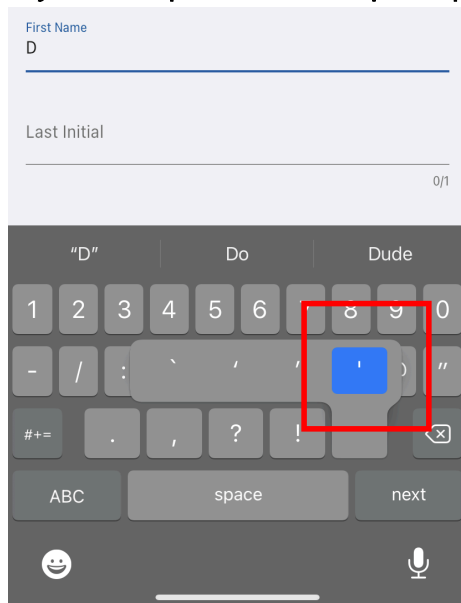 First Name
D
Last Initial
0/1
“D” Do Dude
1 2 3 4 5 6 7 8 9 0
- / : ` ‘ ’ ' "
#+= . , ? !
ABC space next